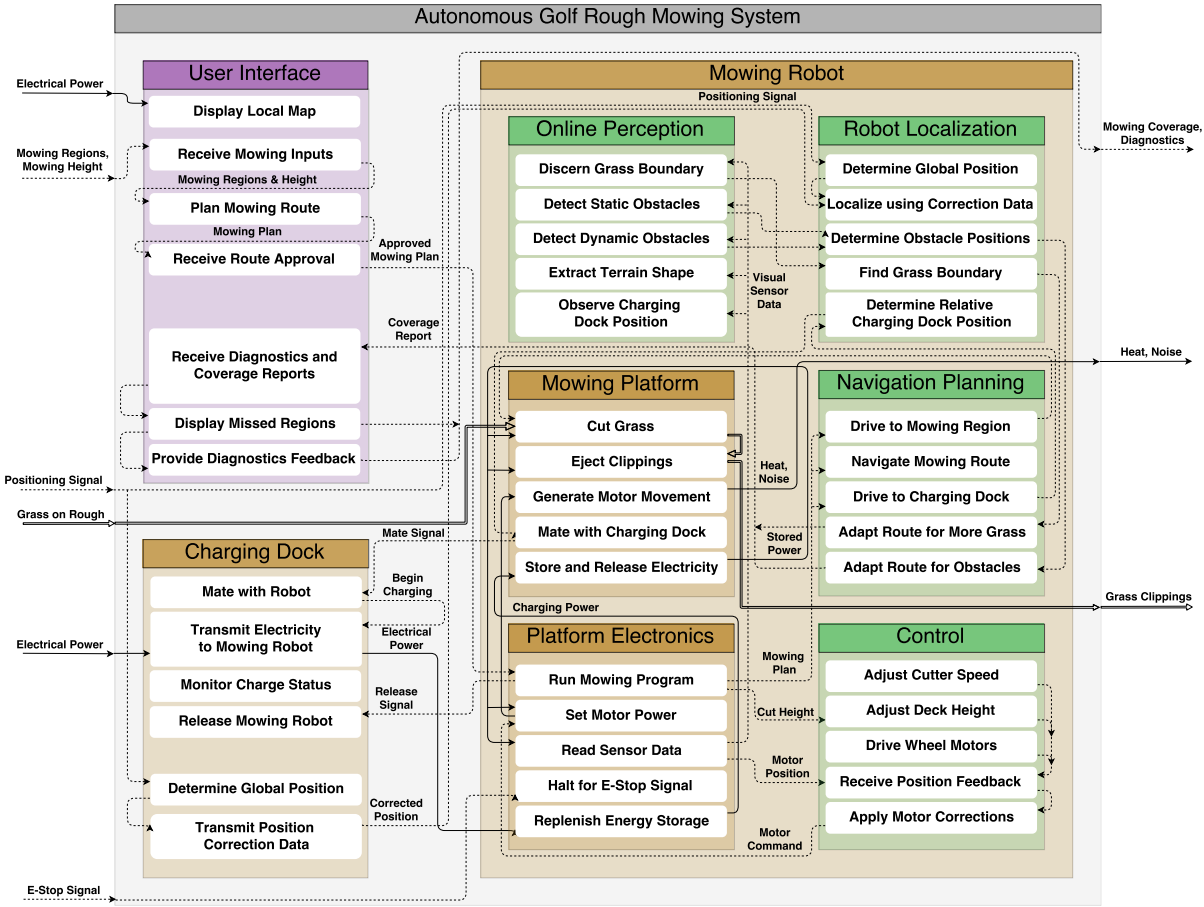 Autonomous Golf Rough Mowing System
User Interface
Electrical Power
Display Local Map
Mowing Regions,
Mowing Height
Receive Mowing Inputs
Mowing Regions & Height
Plan Mowing Route
Mowing Plan
Receive Route Approval
Approved
Mowing Plan
Coverage
Report
Receive Diagnostics and
Coverage Reports
Display Missed Regions
Provide Diagnostics Feedback
Positioning Signal
Grass on Rough
Mate Signal
Charging Dock
Mate with Robot
Begin
Charging
Transmit Electricity
to Mowing Robot
Electrical Power
Electrical
Power
Monitor Charge Status
Release Mowing Robot
Release
Signal
Determine Global Position
Corrected
Position
Transmit Position
Correction Data
E-Stop Signal
Mowing Robot
Positioning Signal
Online Perception
Discern Grass Boundary
Detect Static Obstacles
Detect Dynamic Obstacles
Extract Terrain Shape
Observe Charging
Dock Position
Visual
Sensor
Data
Robot Localization
Determine Global Position
Localize using Correction Data
Determine Obstacle Positions
Find Grass Boundary
Determine Relative
Charging Dock Position
Mowing Coverage,
Diagnostics
Heat, Noise
Mowing Platform
Cut Grass
Eject Clippings
Generate Motor Movement
Mate with Charging Dock
Store and Release Electricity
Heat,
Noise
Stored
Power
Charging Power
Navigation Planning
Drive to Mowing Region
Navigate Mowing Route
Drive to Charging Dock
Adapt Route for More Grass
Adapt Route for Obstacles
Grass Clippings
Platform Electronics
Run Mowing Program
Set Motor Power
Read Sensor Data
Halt for E-Stop Signal
Replenish Energy Storage
Mowing
Plan
Cut Height
Motor
Position
Motor
Command
Control
Adjust Cutter Speed
Adjust Deck Height
Drive Wheel Motors
Receive Position Feedback
Apply Motor Corrections